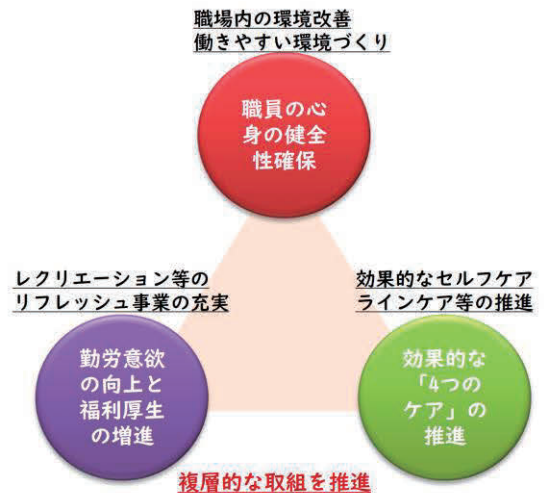 職場内の環境改善
働きやすい環境づくり
職員の心
身の健全
性確保
レクリエーション等の
リフレッシュ事業の充実
効果的なセルフケア
ラインケア等の推進
勤労意欲
の向上と
福利厚生
の増進
効果的な
「4つの
ケア」の
推進
複層的な取組を推進